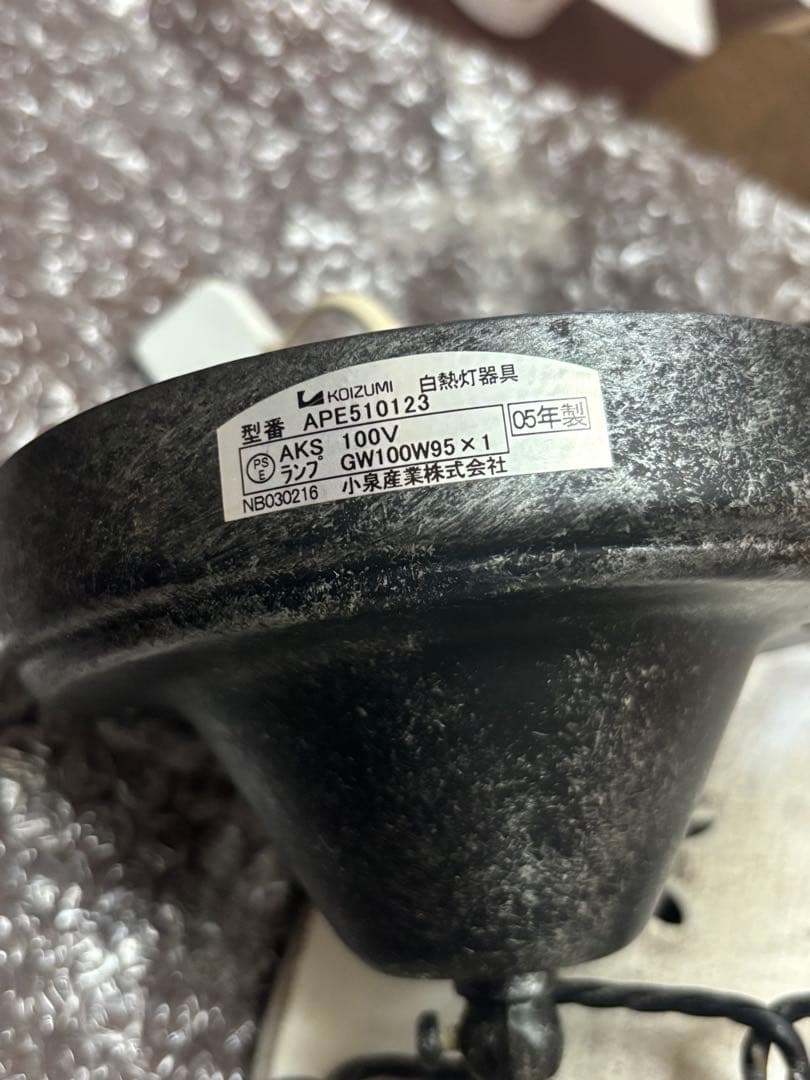 KOIZUMI 白熱灯器具
型番 APE510123
05年製
PSE AKS 100V
ランプ GW100W95×1
NB030216 小泉産業株式会社